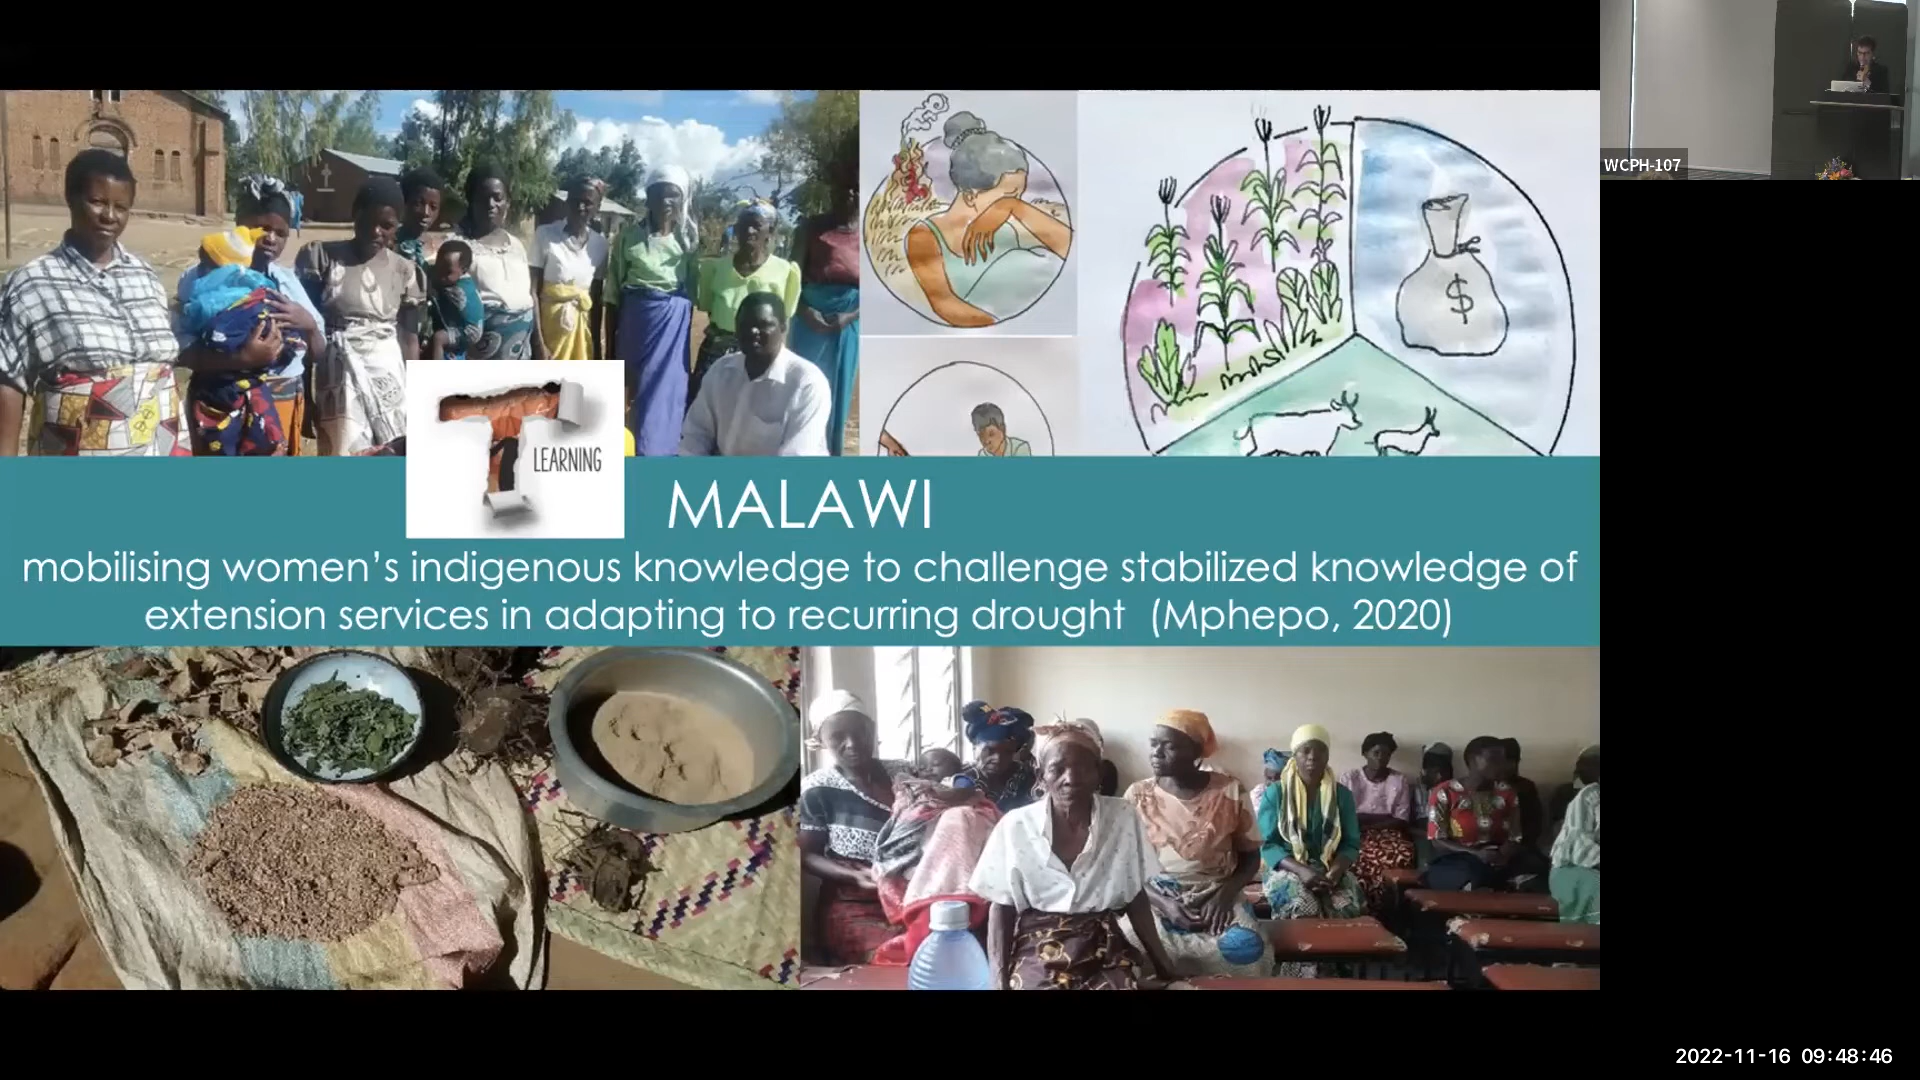 WCPH-107
$
LEARNING
MALAWI
mobilising women’s indigenous knowledge to challenge stabilized knowledge of
extension services in adapting to recurring drought (Mphepo, 2020)
2022-11-16 09:48:46